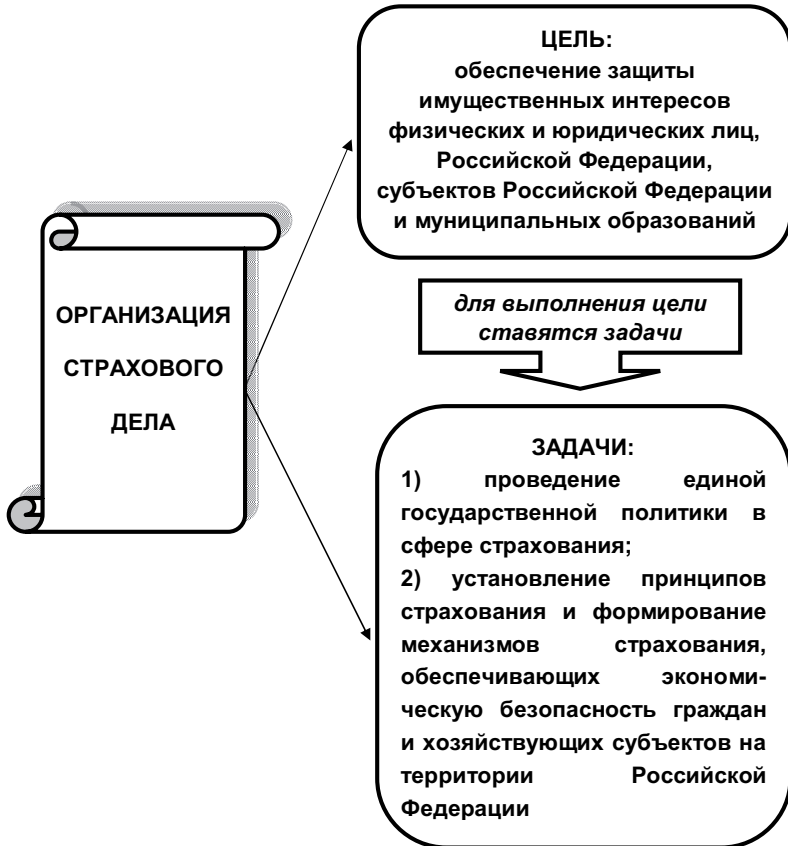 ОРГАНИЗАЦИЯ
СТРАХОВОГО
ДЕЛА
ЦЕЛЬ:
обеспечение защиты
имущественных интересов
физических и юридических лиц,
Российской Федерации,
субъектов Российской Федерации
и муниципальных образований
для выполнения цели
ставятся задачи
ЗАДАЧИ:
1) проведение единой
государственной политики в
сфере страхования;
2) установление принципов
страхования и формирование
механизмов страхования,
обеспечивающих экономи-
ческую безопасность граждан
и хозяйствующих субъектов на
территории Российской
Федерации